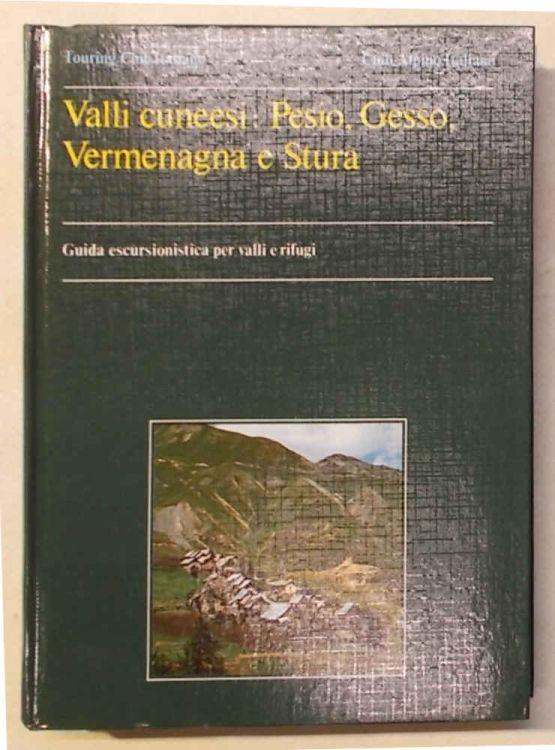 Touring Club Italiano
Club Alpino Italiano
Valli cuneesi: Pesio, Gesso,
Vermenagna e Stura
Guida escursionistica per valli e rifugi